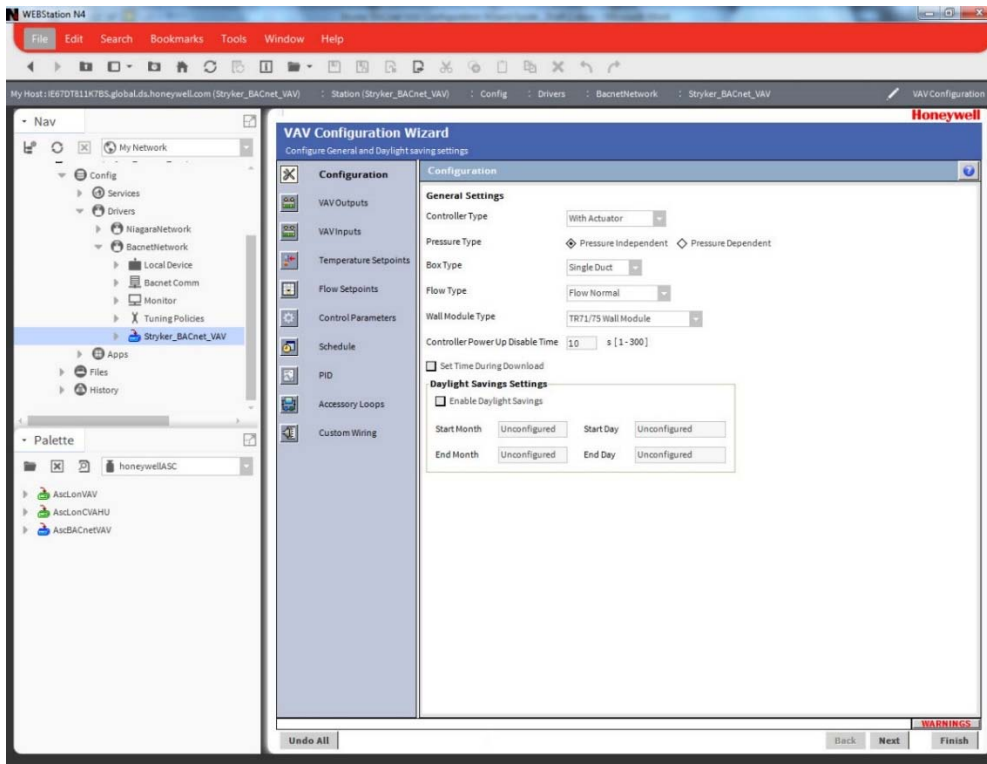 WEBStation N4
File Edit Search Bookmarks Tools Window Help
My Host : IE67DT811K7BS.global.ds.honeywell.com (Stryker_BACnet_VAV) : Station (Stryker_BACnet_VAV) : Config : Drivers : BacnetNetwork : Stryker_BACnet_VAV VAV Configuration
Nav
My Network
Config
Services
Drivers
NiagaraNetwork
BacnetNetwork
Local Device
Bacnet Comm
Monitor
Tuning Policies
Stryker_BACnet_VAV
Apps
Files
History
Palette
honeywellASC
AscLonVAV
AscLonCVAHU
AscBACnetVAV
Honeywell
VAV Configuration Wizard
Configure General and Daylight saving settings
Configuration
VAV Outputs
VAV Inputs
Temperature Setpoints
Flow Setpoints
Control Parameters
Schedule
PID
Accessory Loops
Custom Wiring
Configuration
General Settings
Controller Type With Actuator
Pressure Type Pressure Independent Pressure Dependent
Box Type Single Duct
Flow Type Flow Normal
Wall Module Type TR71/75 Wall Module
Controller Power Up Disable Time 10 s [1-300]
Set Time During Download
Daylight Savings Settings
Enable Daylight Savings
Start Month Unconfigured Start Day Unconfigured
End Month Unconfigured End Day Unconfigured
WARNINGS
Undo All Back Next Finish